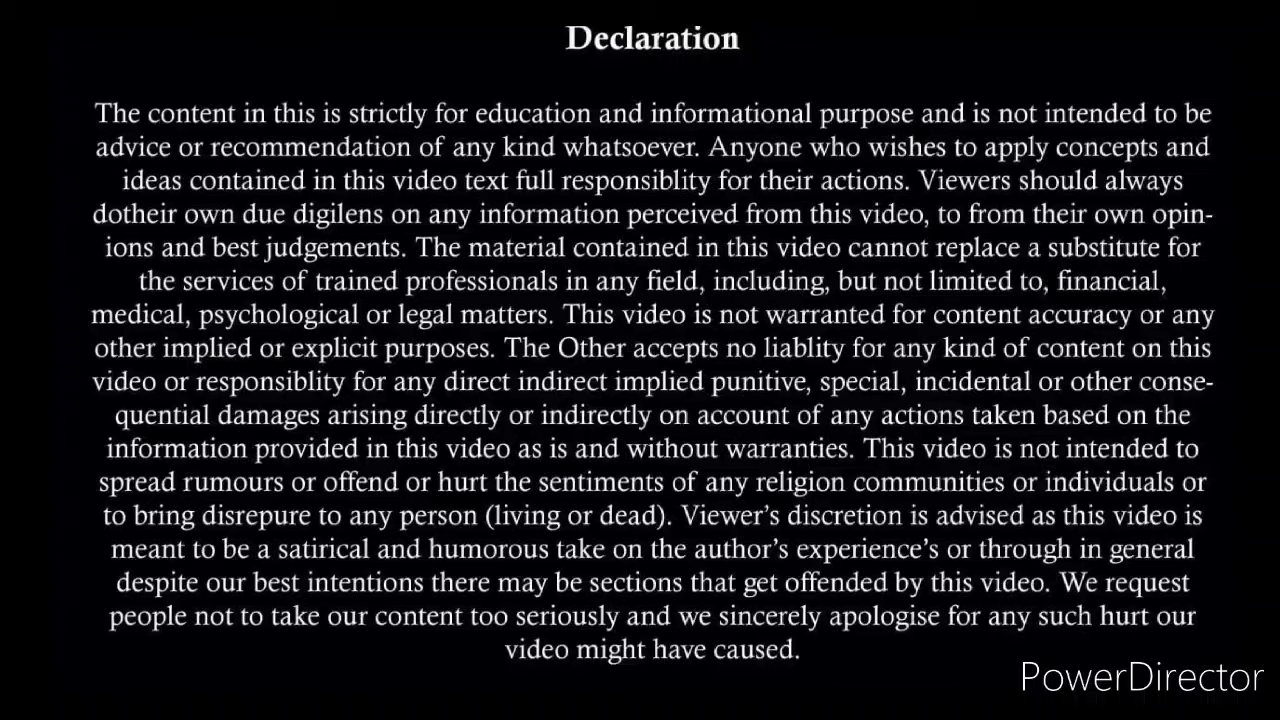 Declaration
The content in this is strictly for education and informational purpose and is not intended to be
advice or recommendation of any kind whatsoever. Anyone who wishes to apply concepts and
ideas contained in this video text full responsiblity for their actions. Viewers should always
dotheir own due digilens on any information perceived from this video, to from their own opin-
ions and best judgements. The material contained in this video cannot replace a substitute for
the services of trained professionals in any field, including, but not limited to, financial,
medical, psychological or legal matters. This video is not warranted for content accuracy or any
other implied or explicit purposes. The Other accepts no liablity for any kind of content on this
video or responsiblity for any direct indirect implied punitive, special, incidental or other conse-
quential damages arising directly or indirectly on account of any actions taken based on the
information provided in this video as is and without warranties. This video is not intended to
spread rumours or offend or hurt the sentiments of any religion communities or individuals or
to bring disrepure to any person (living or dead). Viewer's discretion is advised as this video is
meant to be a satirical and humorous take on the author's experience's or through in general
despite our best intentions there may be sections that get offended by this video. We request
people not to take our content too seriously and we sincerely apologise for any such hurt our
video might have caused.
PowerDirector